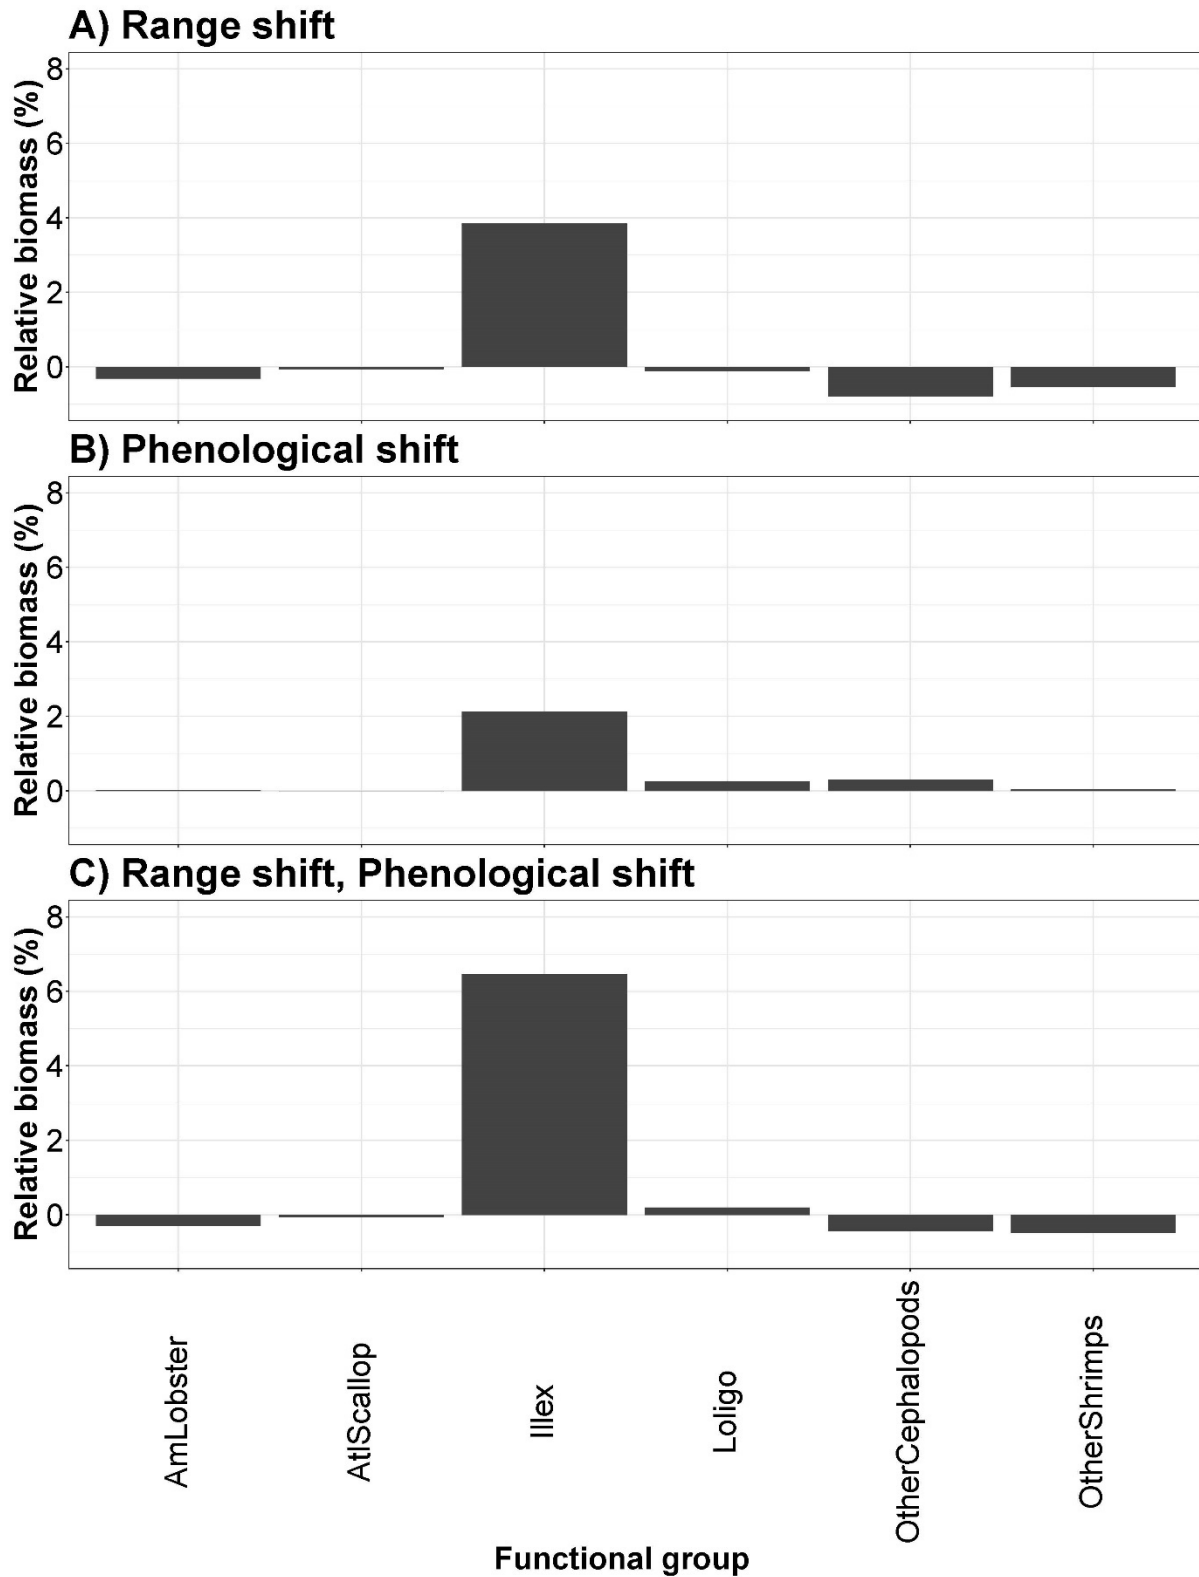 A) Range shift
Relative biomass (%)
8
6
4
2
0
B) Phenological shift
Relative biomass (%)
8
6
4
2
0
C) Range shift, Phenological shift
Relative biomass (%)
8
6
4
2
0
AmLobster
AtlScallop
Illex
Loligo
OtherCephalopods
OtherShrimps
Functional group